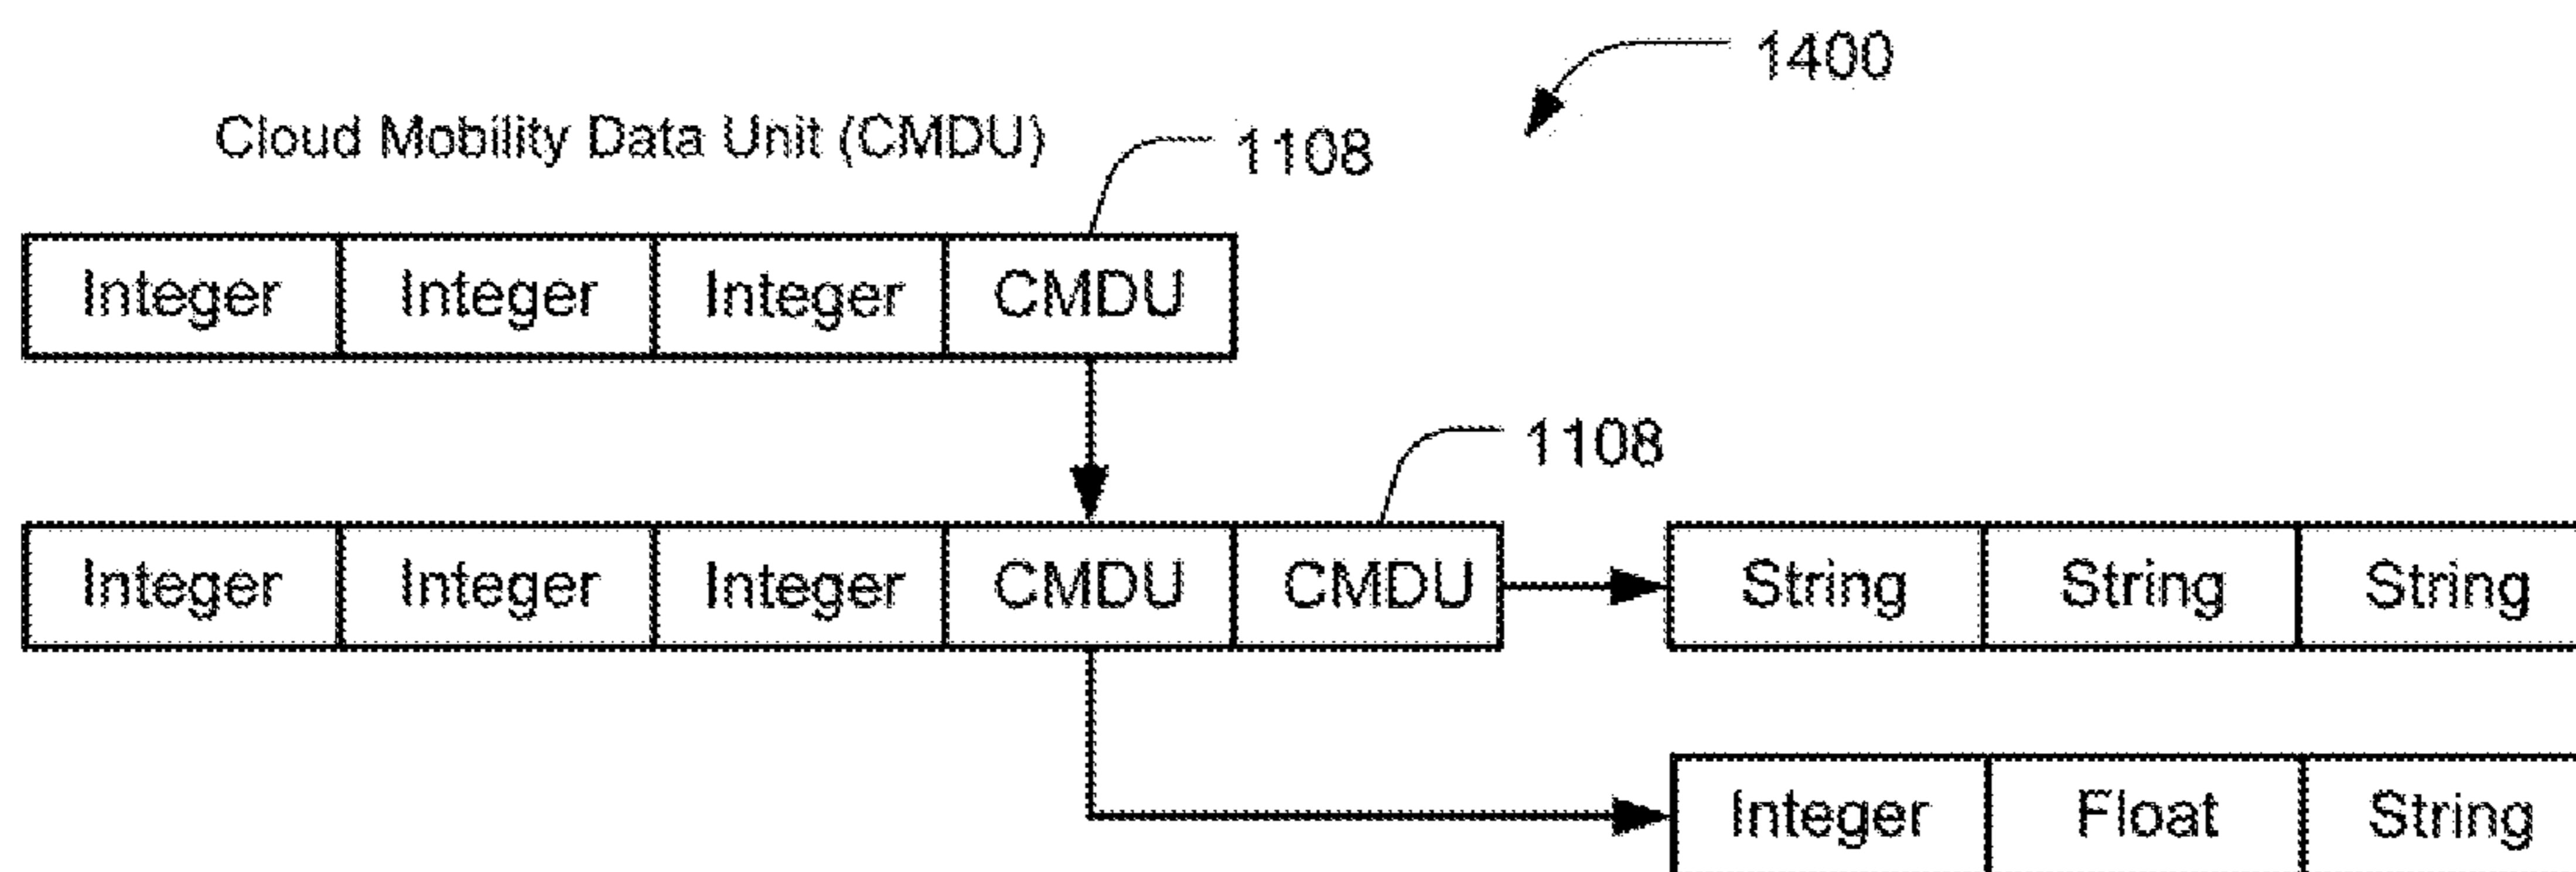 1400
Cloud Mobility Data Unit (CMDU)
1108
Integer Integer Integer CMDU
1108
Integer Integer Integer CMDU CMDU String String String
Integer Float String